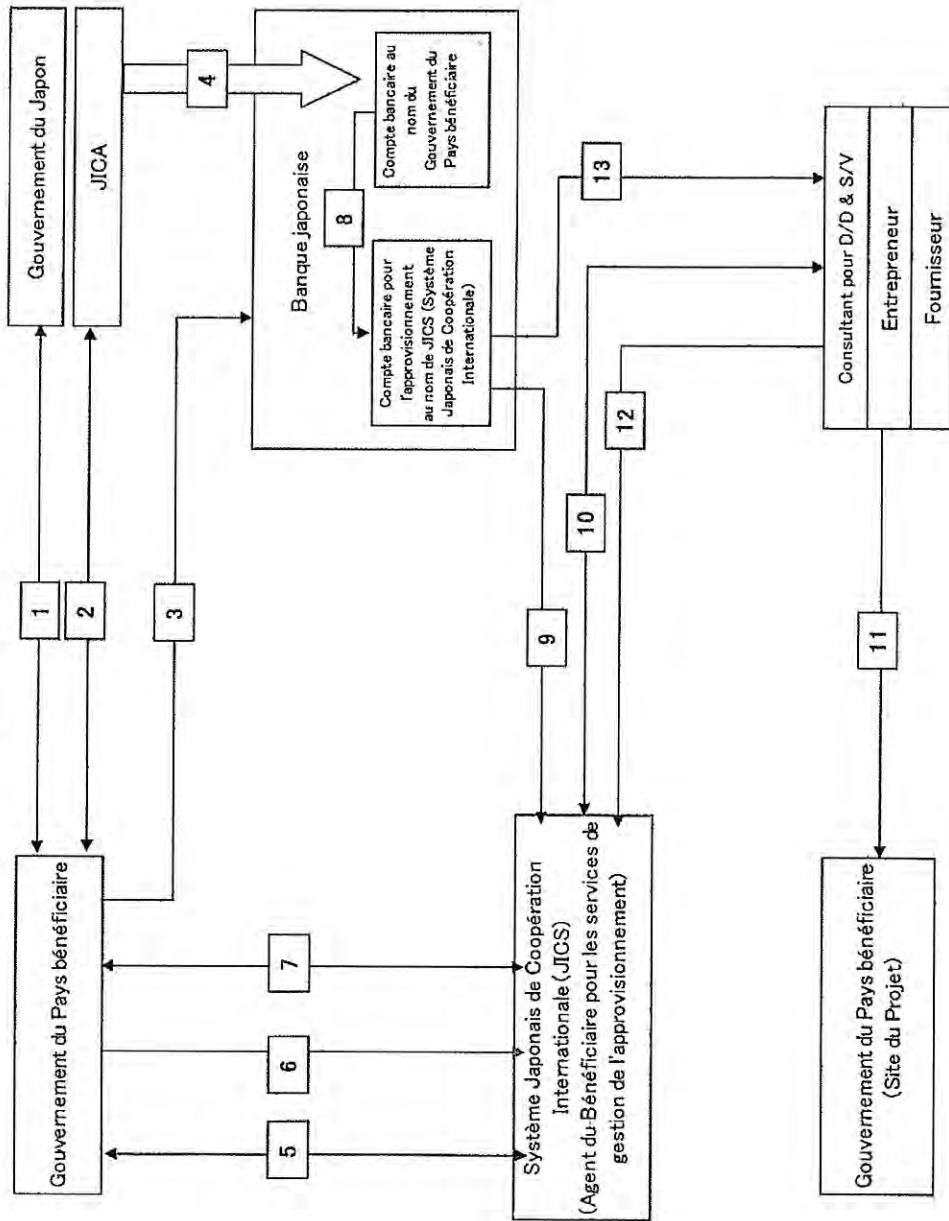 Gouvernement du Pays bénéficiaire
1
2
3
Gouvernement du Japon
JICA
4
Banque japonaise
Compte bancaire au
nom du
Gouvernement du
Pays bénéficiaire
8
Compte bancaire pour
l'approvisionnement
au nom de JICS (Système
Japonais de Coopération
Internationale)
5
6
7
9
10
12
13
Système Japonais de Coopération
Internationale (JICS)
(Agent du Bénéficiaire pour les services de
gestion de l'approvisionnement)
Consultant pour D/D & S/V
Entrepreneur
Fournisseur
11
Gouvernement du Pays bénéficiaire
(Site du Projet)